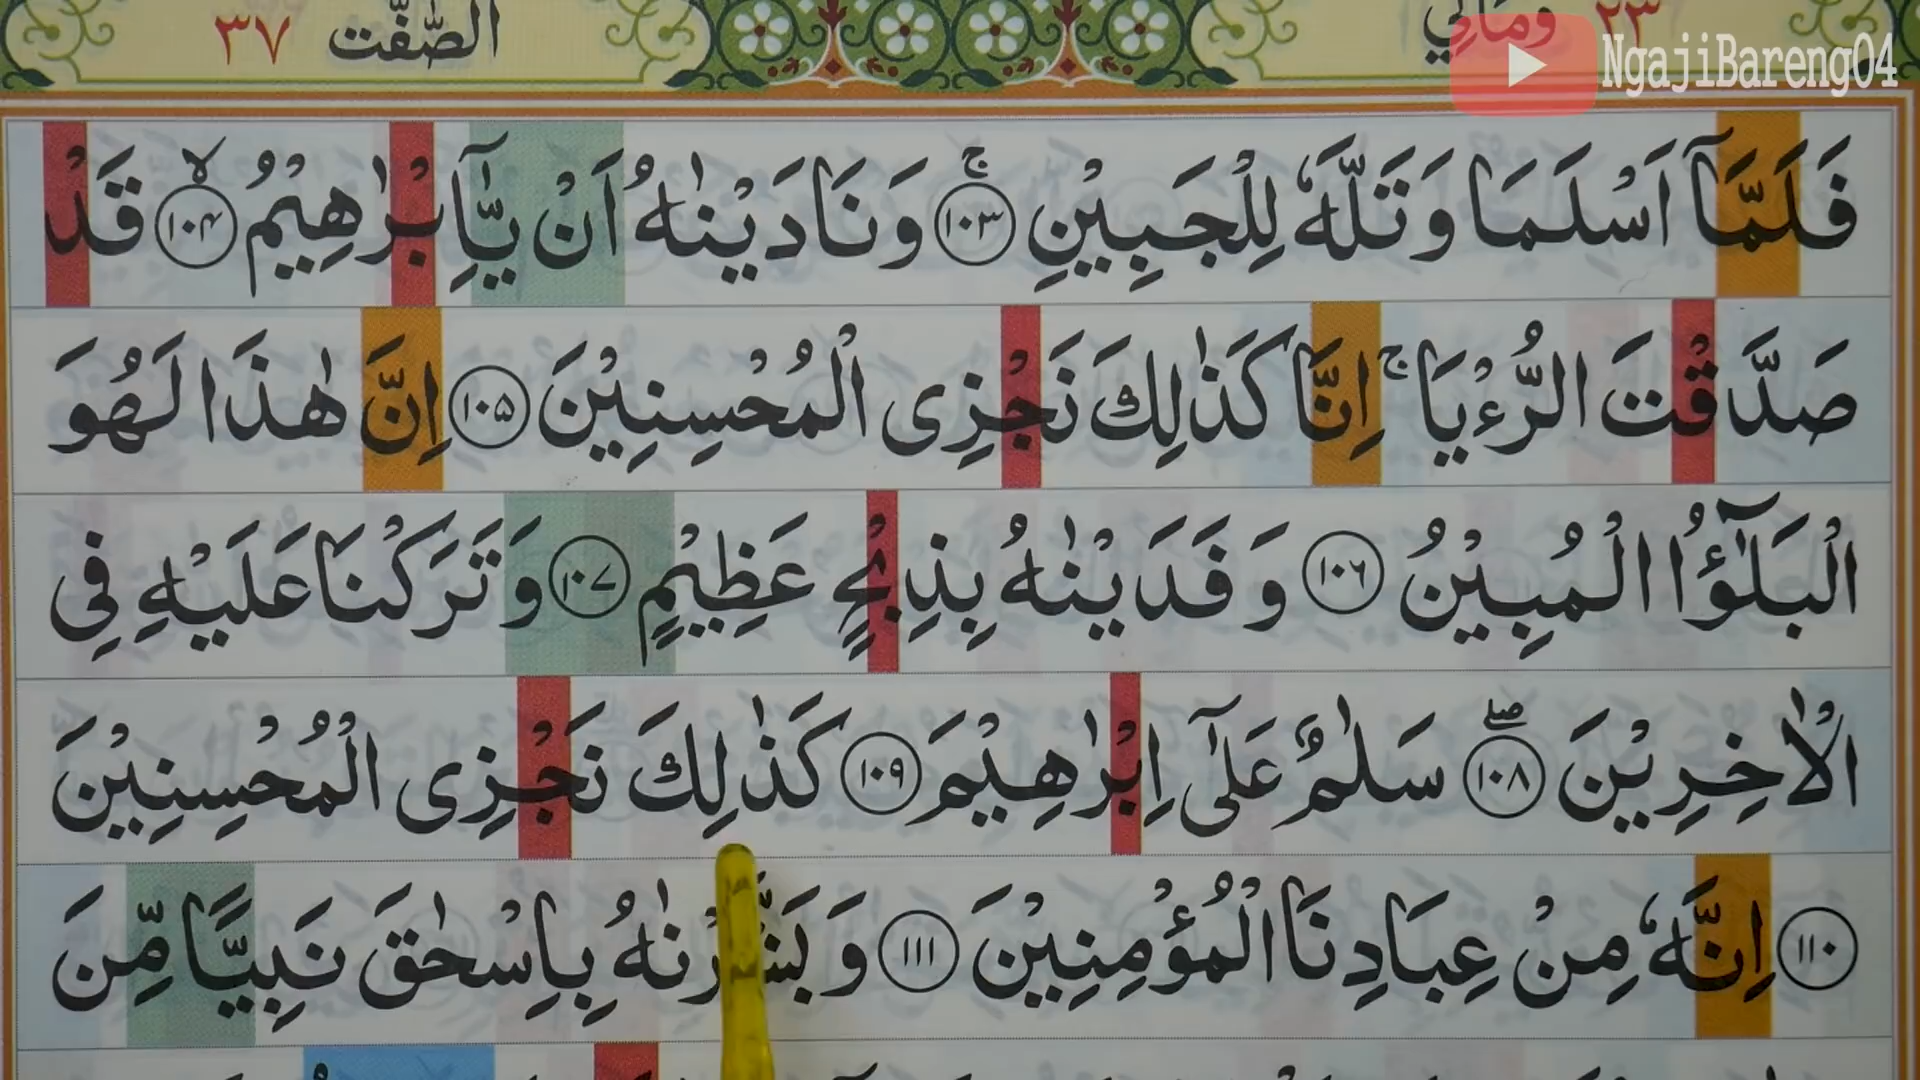 ٢٣ ومالي
الصّٰٓفّٰت ٣٧
NgajiBareng04
فَلَمَّآ اَسْلَمَا وَتَلَّهٗ لِلْجَبِيْنِۚ ١٠٣ وَنَادَيْنٰهُ اَنْ يّٰٓاِبْرٰهِيْمُۙ ١٠٤ قَدْ
صَدَّقْتَ الرُّءْيَاۚ اِنَّا كَذٰلِكَ نَجْزِى الْمُحْسِنِيْنَ ١٠٥ اِنَّ هٰذَا لَهُوَ
الْبَلٰۤؤُا الْمُبِيْنُ ١٠٦ وَفَدَيْنٰهُ بِذِبْحٍ عَظِيْمٍ ١٠٧ وَتَرَكْنَا عَلَيْهِ فِى
الْاٰخِرِيْنَۖ ١٠٨ سَلٰمٌ عَلٰٓى اِبْرٰهِيْمَ ١٠٩ كَذٰلِكَ نَجْزِى الْمُحْسِنِيْنَ
١١٠ اِنَّهٗ مِنْ عِبَادِنَا الْمُؤْمِنِيْنَ ١١١ وَبَشَّرْنٰهُ بِاِسْحٰقَ نَبِيًّا مِّنَ